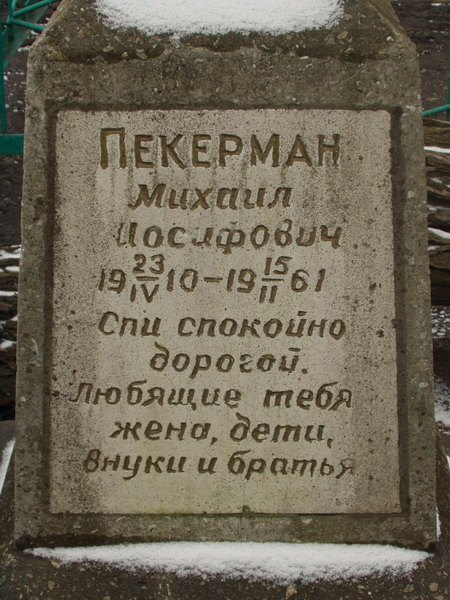 ПЕКЕРМАН
Михаил
Иосифович
19 23/IV 10 – 19 15/II 61
Спи спокойно
дорогой.
Любящие тебя
жена, дети,
внуки и братья